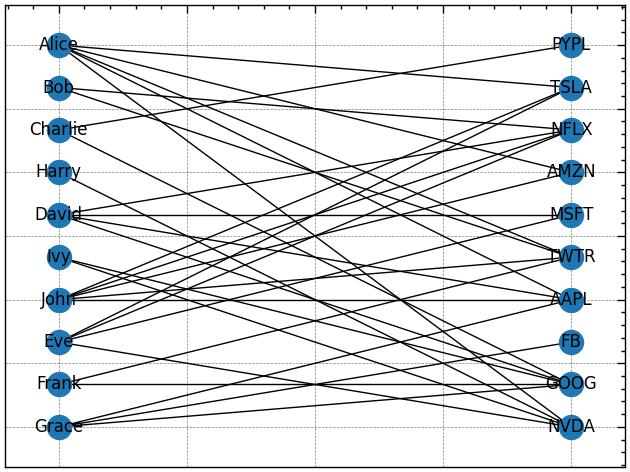 Alice PYPL
Bob TSLA
Charlie NFLX
Harry AMZN
David MSFT
Ivy TWTR
John AAPL
Eve FB
Frank GOOG
Grace NVDA